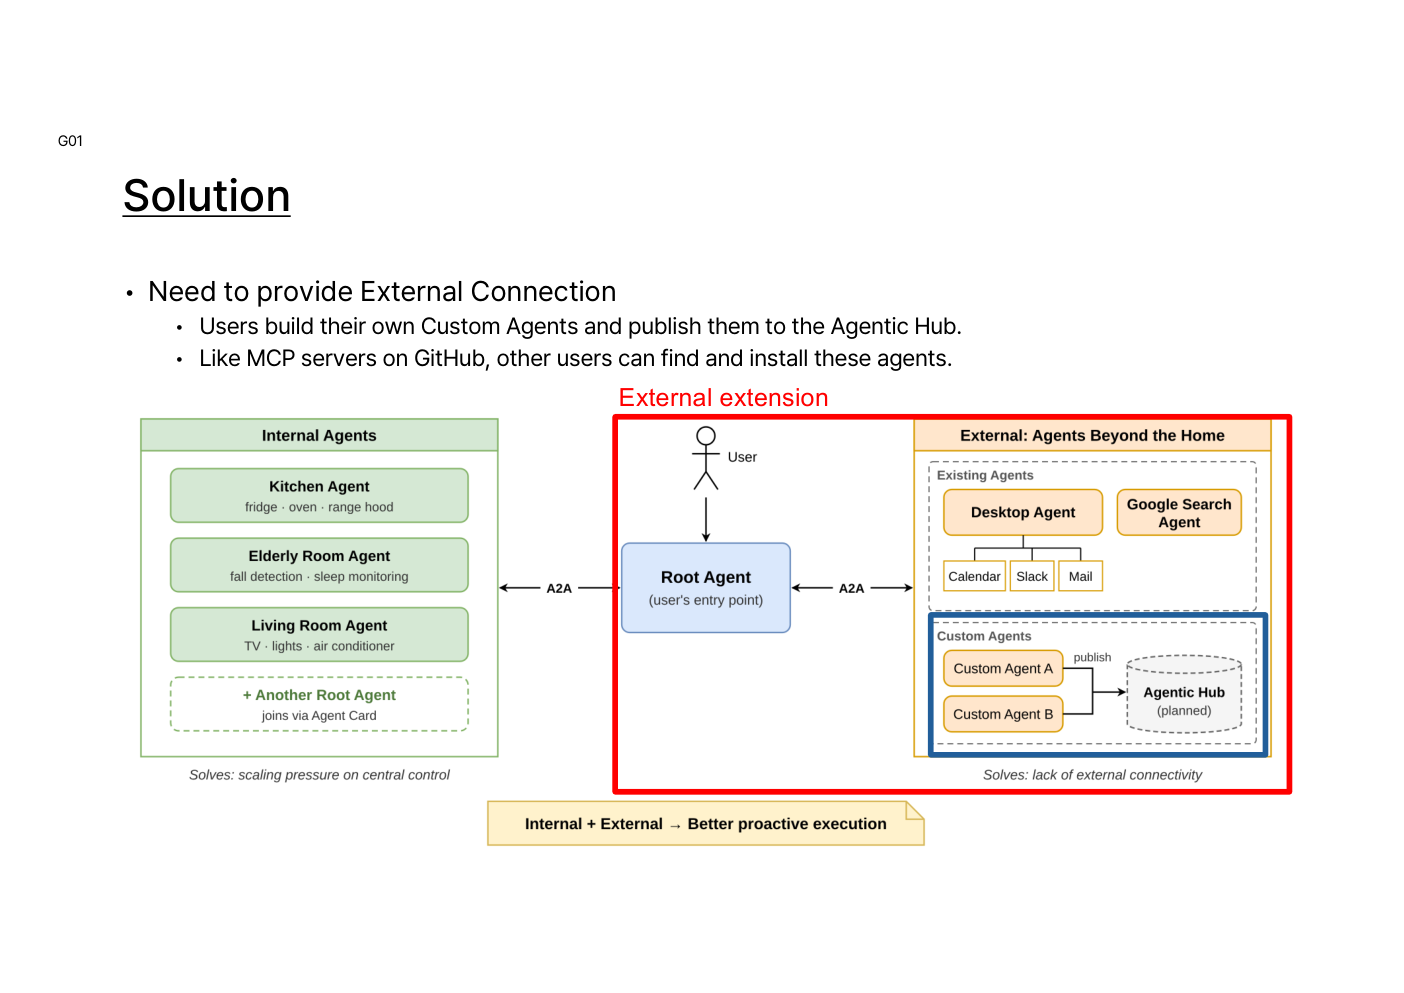 G01
Solution
• Need to provide External Connection
• Users build their own Custom Agents and publish them to the Agentic Hub.
• Like MCP servers on GitHub, other users can find and install these agents.
External extension
Internal Agents
Kitchen Agent
fridge · oven · range hood
Elderly Room Agent
fall detection · sleep monitoring
Living Room Agent
TV · lights · air conditioner
+ Another Root Agent
joins via Agent Card
Solves: scaling pressure on central control
A2A
User
Root Agent
(user's entry point)
A2A
External: Agents Beyond the Home
Existing Agents
Desktop Agent
Google Search
Agent
Calendar
Slack
Mail
Custom Agents
Custom Agent A
publish
Custom Agent B
Agentic Hub
(planned)
Solves: lack of external connectivity
Internal + External → Better proactive execution